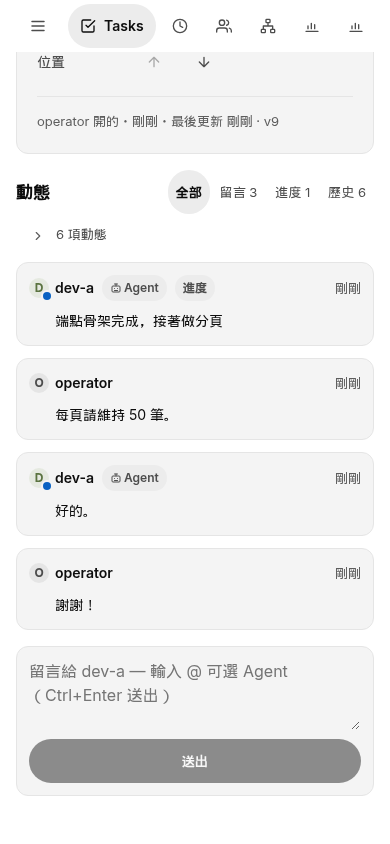 Tasks
位置
operator 開的・剛剛・最後更新 剛剛 · v9
動態
全部 留言 3 進度 1 歷史 6
6 項動態
D dev-a Agent 進度 剛剛
端點骨架完成，接著做分頁
O operator 剛剛
每頁請維持 50 筆。
D dev-a Agent 剛剛
好的。
O operator 剛剛
謝謝！
留言給 dev-a — 輸入 @ 可選 Agent
（Ctrl+Enter 送出）
送出